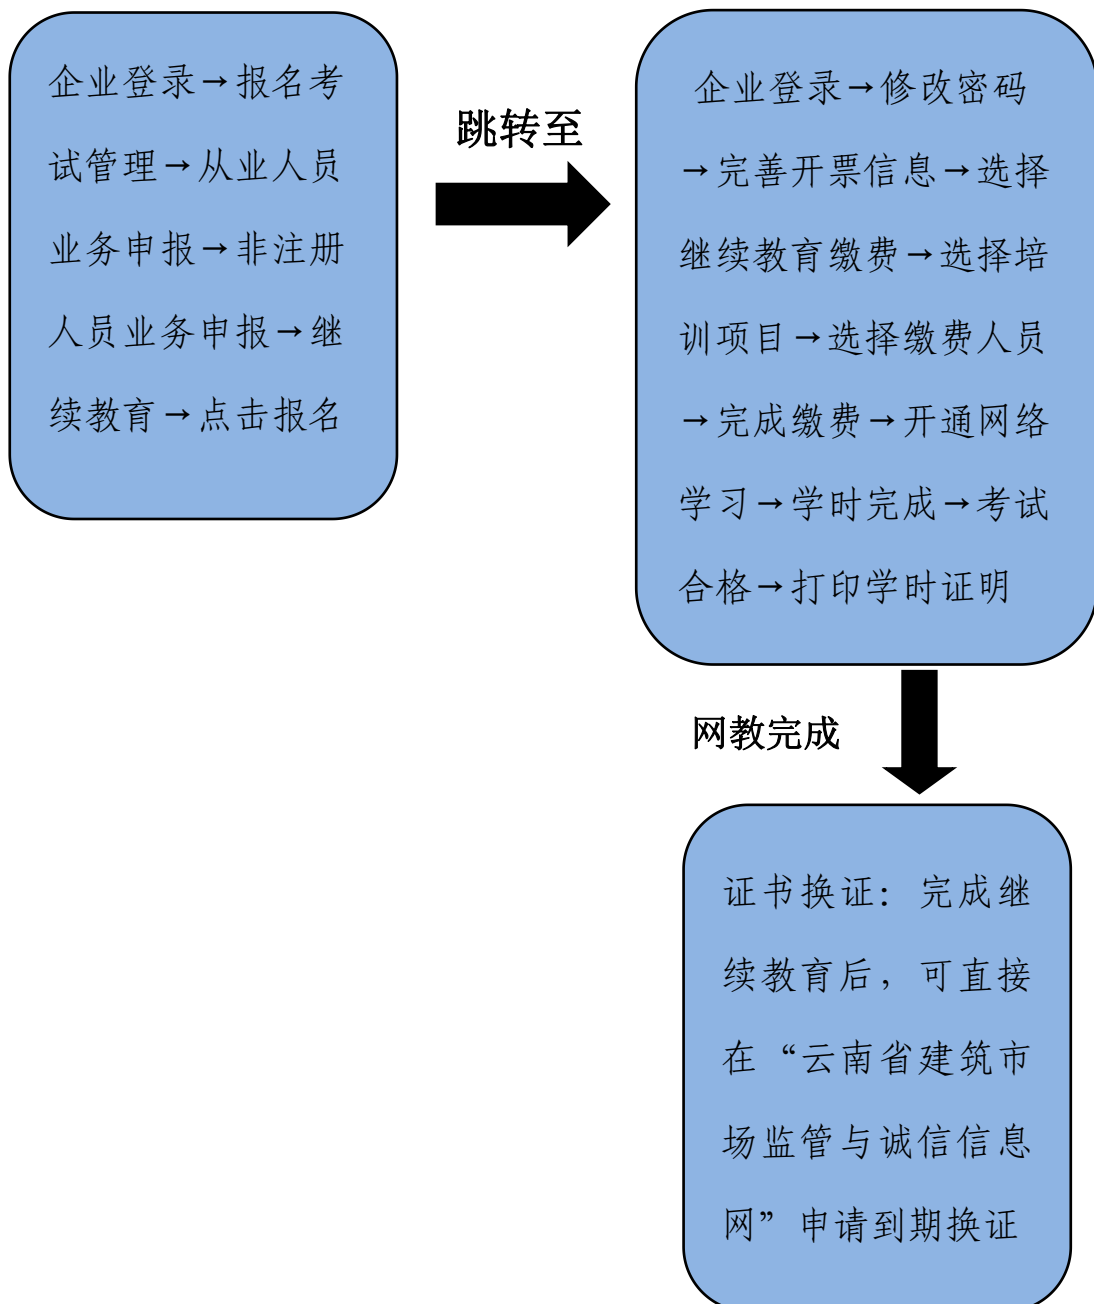 企业登录→报名考
试管理→从业人员
业务申报→非注册
人员业务申报→继
续教育→点击报名
跳转至
企业登录→修改密码
→完善开票信息→选择
继续教育缴费→选择培
训项目→选择缴费人员
→完成缴费→开通网络
学习→学时完成→考试
合格→打印学时证明
网教完成
证书换证：完成继
续教育后，可直接
在“云南省建筑市
场监管与诚信信息
网”申请到期换证